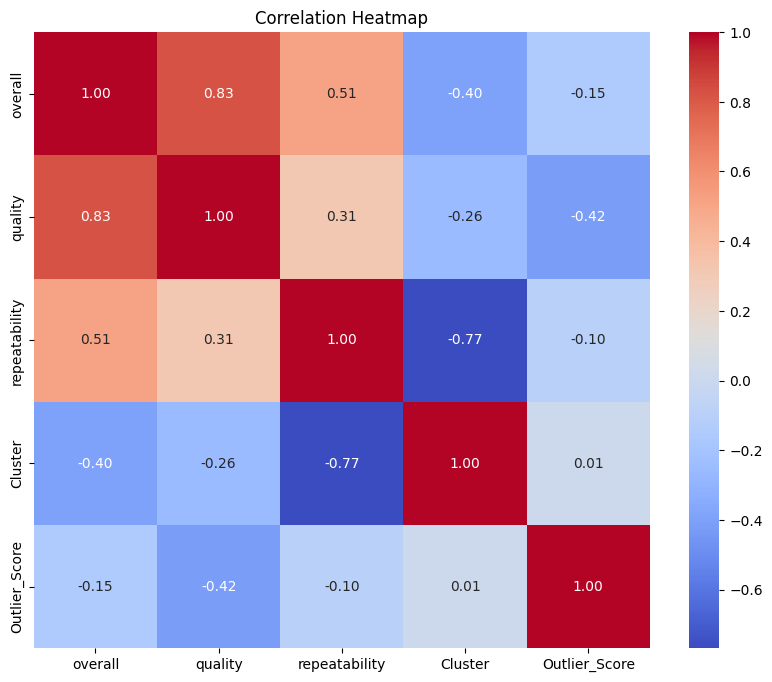 Correlation Heatmap
overall 1.00 0.83 0.51 -0.40 -0.15
quality 0.83 1.00 0.31 -0.26 -0.42
repeatability 0.51 0.31 1.00 -0.77 -0.10
Cluster -0.40 -0.26 -0.77 1.00 0.01
Outlier_Score -0.15 -0.42 -0.10 0.01 1.00
overall quality repeatability Cluster Outlier_Score
1.0
0.8
0.6
0.4
0.2
0.0
−0.2
−0.4
−0.6